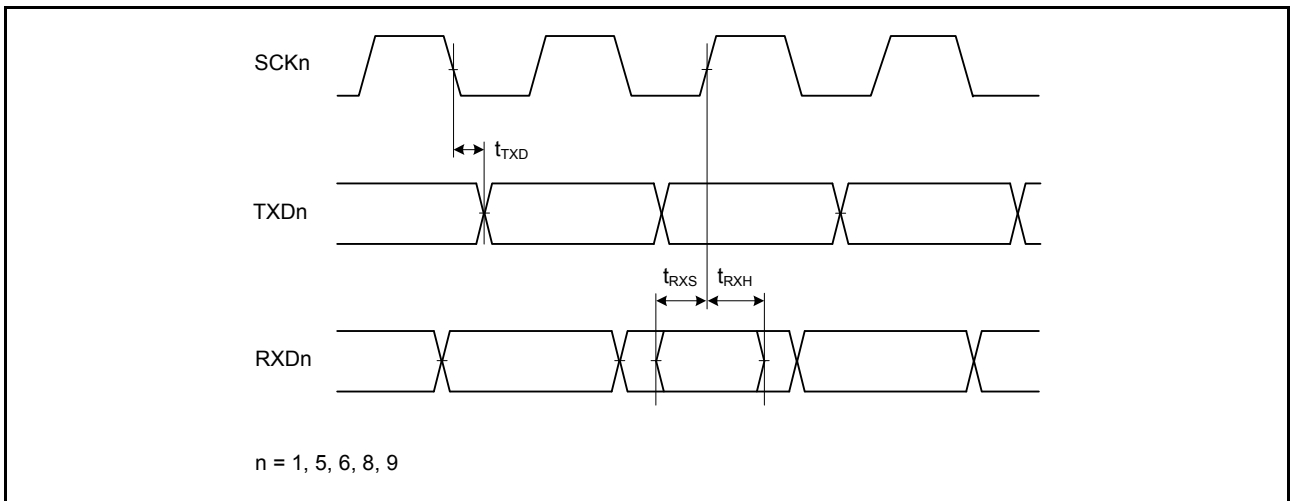 SCKn
tTXD
TXDn
tRXS tRXH
RXDn
n = 1, 5, 6, 8, 9